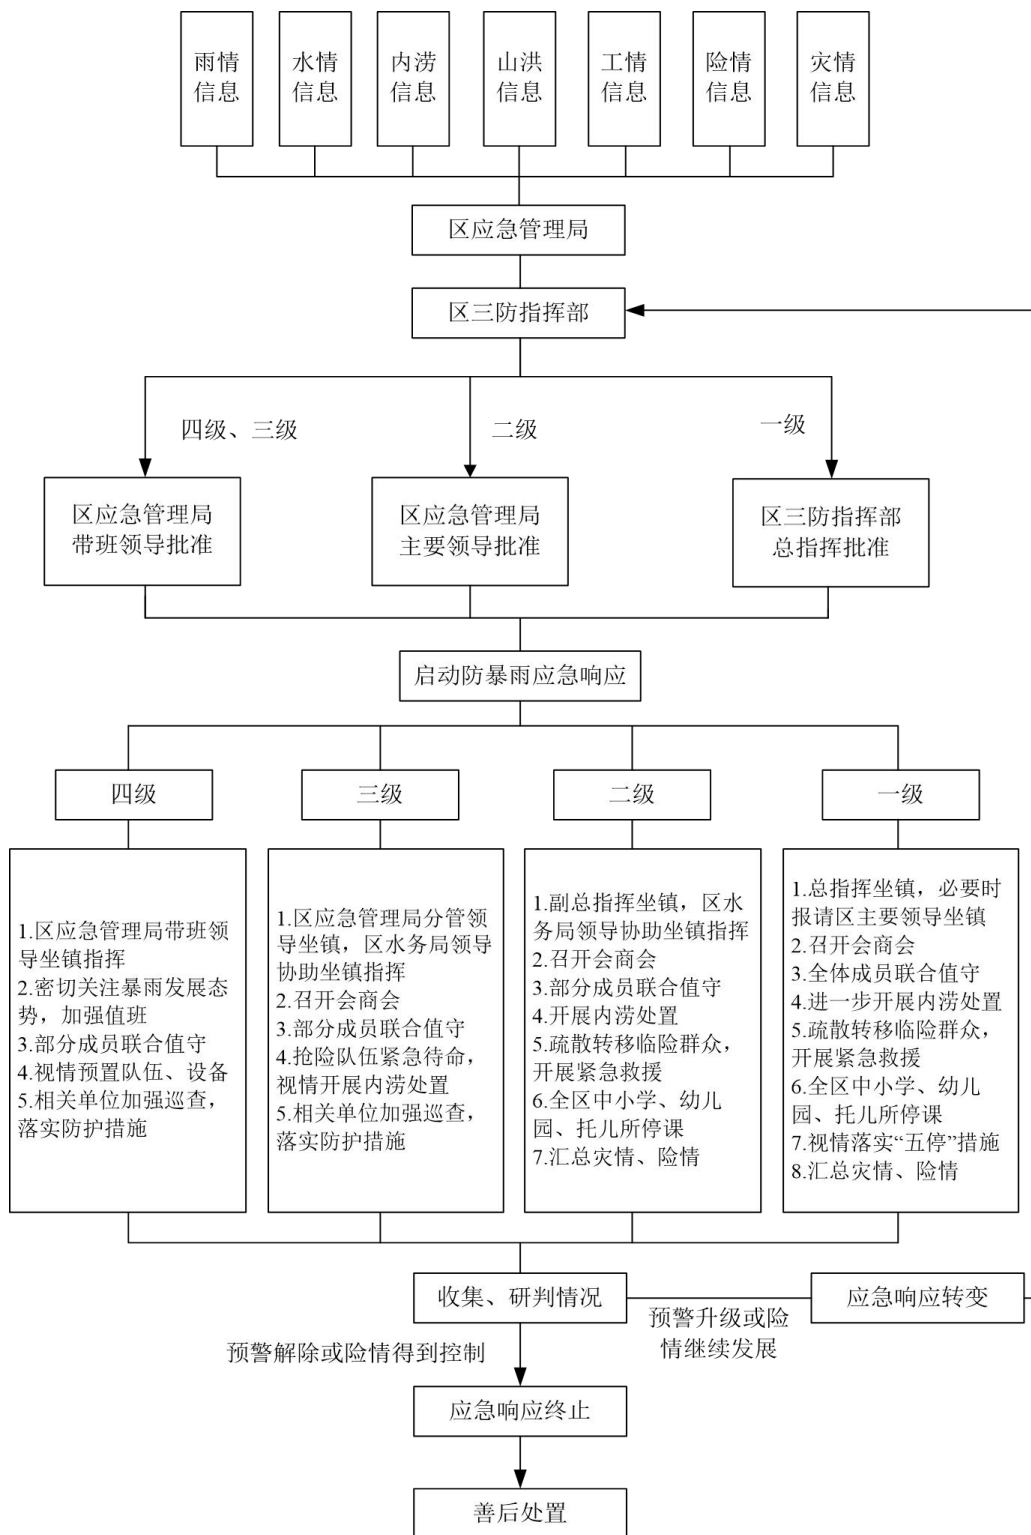 雨情
信息
水情
信息
内涝
信息
山洪
信息
工情
信息
险情
信息
灾情
信息
区应急管理局
区三防指挥部
四级、三级
二级
一级
区应急管理局
带班领导批准
区应急管理局
主要领导批准
区三防指挥部
总指挥批准
启动防暴雨应急响应
四级
三级
二级
一级
1.区应急管理局带班领
导坐镇指挥
2.密切关注暴雨发展态
势，加强值班
3.部分成员联合值守
4.视情预置队伍、设备
5.相关单位加强巡查，
落实防护措施
1.区应急管理局分管领
导坐镇，区水务局领导
协助坐镇指挥
2.召开会商会
3.部分成员联合值守
4.抢险队伍紧急待命，
视情开展内涝处置
5.相关单位加强巡查，
落实防护措施
1.副总指挥坐镇，区水
务局领导协助坐镇指挥
2.召开会商会
3.部分成员联合值守
4.开展内涝处置
5.疏散转移临险群众，
开展紧急救援
6.全区中小学、幼儿
园、托儿所停课
7.汇总灾情、险情
1.总指挥坐镇，必要时
报请区主要领导坐镇
2.召开会商会
3.全体成员联合值守
4.进一步开展内涝处置
5.疏散转移临险群众，
开展紧急救援
6.全区中小学、幼儿
园、托儿所停课
7.视情落实“五停”措施
8.汇总灾情、险情
收集、研判情况
预警升级或险
情继续发展
应急响应转变
预警解除或险情得到控制
应急响应终止
善后处置